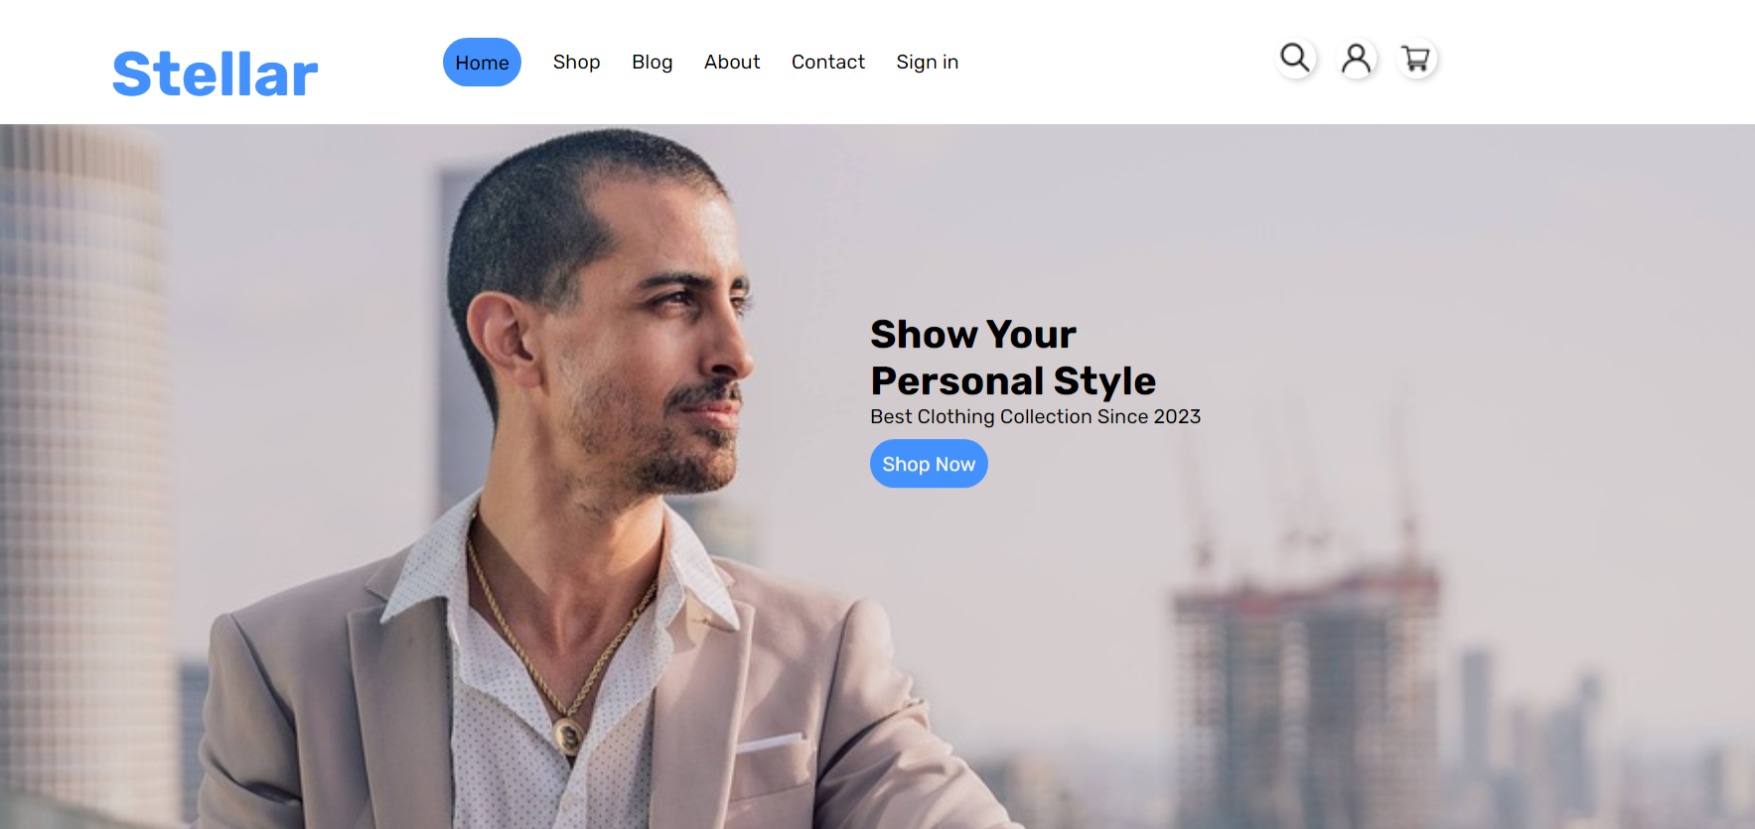 Stellar
Home Shop Blog About Contact Sign in
Show Your
Personal Style
Best Clothing Collection Since 2023
Shop Now